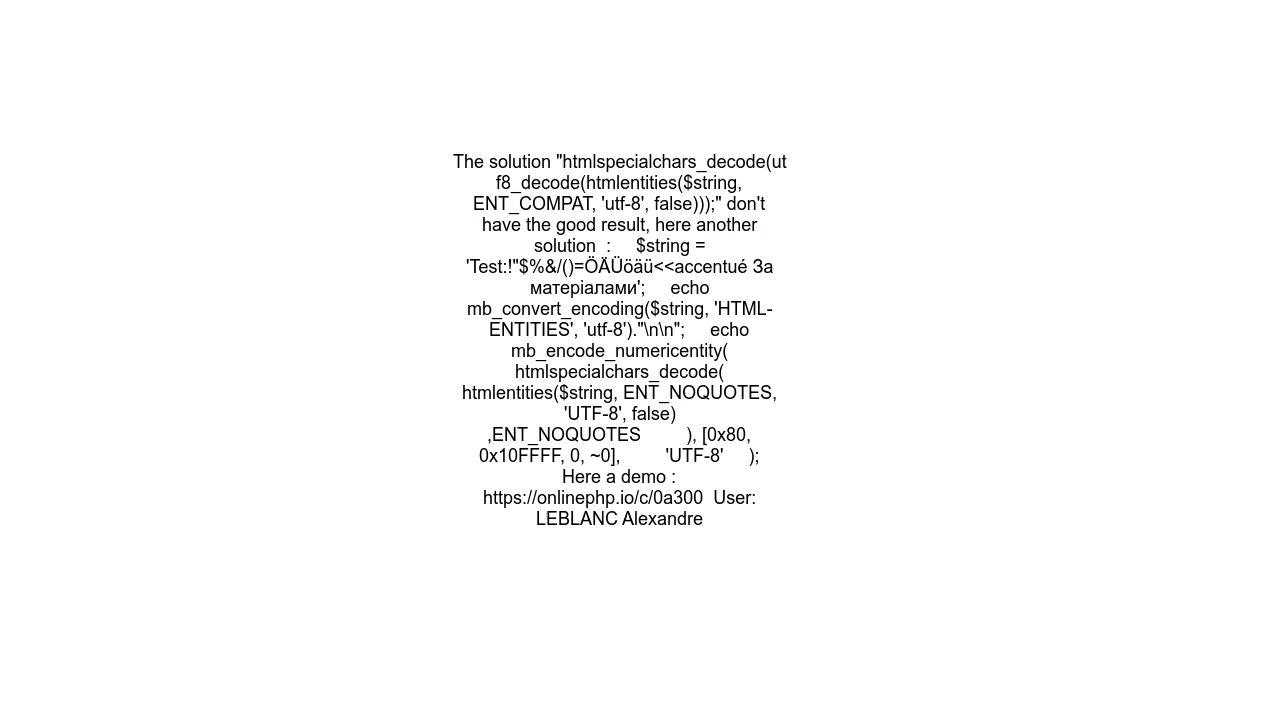 The solution "htmlspecialchars_decode(ut
f8_decode(htmlentities($string,
ENT_COMPAT, 'utf-8', false)));" don't
have the good result, here another
solution  :     $string =
'Test:!"$%&/()=ÖÄÜöäü<<accentué За
матеріалами';     echo
mb_convert_encoding($string, 'HTML-
ENTITIES', 'utf-8')."\n\n";     echo
mb_encode_numericentity(
htmlspecialchars_decode(
htmlentities($string, ENT_NOQUOTES,
'UTF-8', false)
,ENT_NOQUOTES         ), [0x80,
0x10FFFF, 0, ~0],         'UTF-8'     );
Here a demo :
https://onlinephp.io/c/0a300  User:
LEBLANC Alexandre